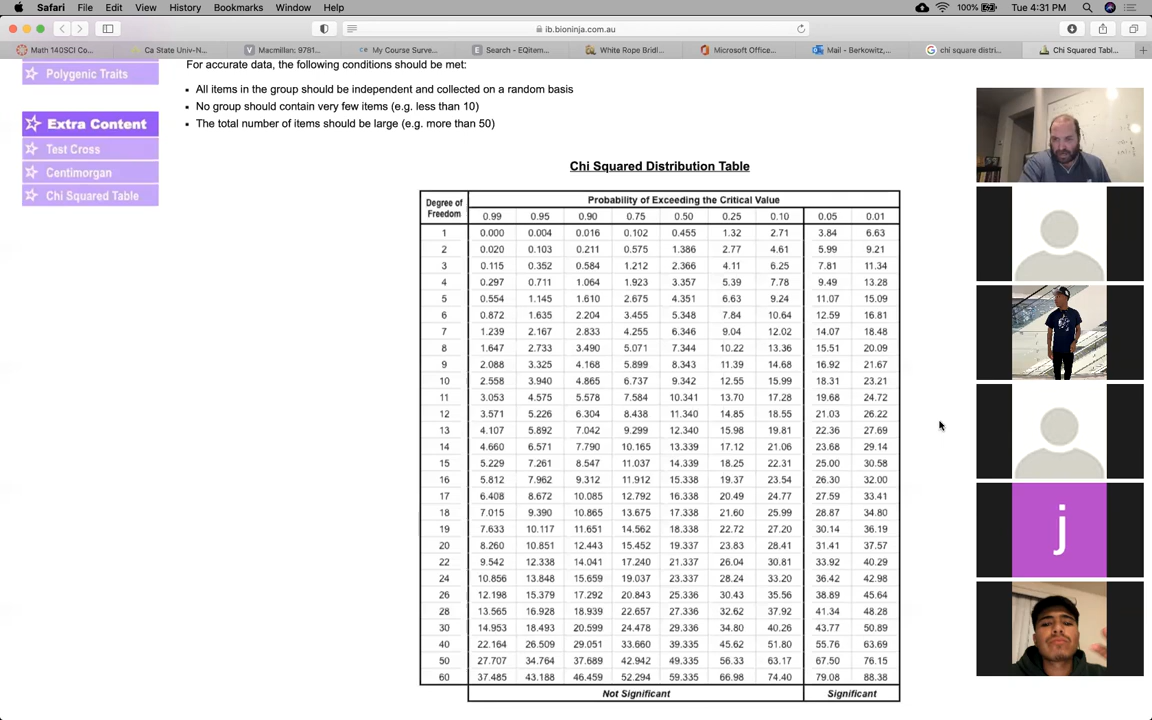 Safari File Edit View History Bookmarks Window Help 100% Tue 4:31 PM
ib.bioninja.com.au
Math 140SCI Co... Ca State Univ-N... Macmillan: 9781... My Course Surve... Search - EQitem... White Rope Bridl... Microsoft Office... Mail - Berkowitz,... chi square distri... Chi Squared Tabl...
Polygenic Traits
Extra Content
Test Cross
Centimorgan
Chi Squared Table
For accurate data, the following conditions should be met:
All items in the group should be independent and collected on a random basis
No group should contain very few items (e.g. less than 10)
The total number of items should be large (e.g. more than 50)
Chi Squared Distribution Table
Degree of Freedom Probability of Exceeding the Critical Value
0.99 0.95 0.90 0.75 0.50 0.25 0.10 0.05 0.01
1 0.000 0.004 0.016 0.102 0.455 1.32 2.71 3.84 6.63
2 0.020 0.103 0.211 0.575 1.386 2.77 4.61 5.99 9.21
3 0.115 0.352 0.584 1.212 2.366 4.11 6.25 7.81 11.34
4 0.297 0.711 1.064 1.923 3.357 5.39 7.78 9.49 13.28
5 0.554 1.145 1.610 2.675 4.351 6.63 9.24 11.07 15.09
6 0.872 1.635 2.204 3.455 5.348 7.84 10.64 12.59 16.81
7 1.239 2.167 2.833 4.255 6.346 9.04 12.02 14.07 18.48
8 1.647 2.733 3.490 5.071 7.344 10.22 13.36 15.51 20.09
9 2.088 3.325 4.168 5.899 8.343 11.39 14.68 16.92 21.67
10 2.558 3.940 4.865 6.737 9.342 12.55 15.99 18.31 23.21
11 3.053 4.575 5.578 7.584 10.341 13.70 17.28 19.68 24.72
12 3.571 5.226 6.304 8.438 11.340 14.85 18.55 21.03 26.22
13 4.107 5.892 7.042 9.299 12.340 15.98 19.81 22.36 27.69
14 4.660 6.571 7.790 10.165 13.339 17.12 21.06 23.68 29.14
15 5.229 7.261 8.547 11.037 14.339 18.25 22.31 25.00 30.58
16 5.812 7.962 9.312 11.912 15.338 19.37 23.54 26.30 32.00
17 6.408 8.672 10.085 12.792 16.338 20.49 24.77 27.59 33.41
18 7.015 9.390 10.865 13.675 17.338 21.60 25.99 28.87 34.80
19 7.633 10.117 11.651 14.562 18.338 22.72 27.20 30.14 36.19
20 8.260 10.851 12.443 15.452 19.337 23.83 28.41 31.41 37.57
22 9.542 12.338 14.041 17.240 21.337 26.04 30.81 33.92 40.29
24 10.856 13.848 15.659 19.037 23.337 28.24 33.20 36.42 42.98
26 12.198 15.379 17.292 20.843 25.336 30.43 35.56 38.89 45.64
28 13.565 16.928 18.939 22.657 27.336 32.62 37.92 41.34 48.28
30 14.953 18.493 20.599 24.478 29.336 34.80 40.26 43.77 50.89
40 22.164 26.509 29.051 33.660 39.335 45.62 51.80 55.76 63.69
50 27.707 34.764 37.689 42.942 49.335 56.33 63.17 67.50 76.15
60 37.485 43.188 46.459 52.294 59.335 66.98 74.40 79.08 88.38
Not Significant Significant
j